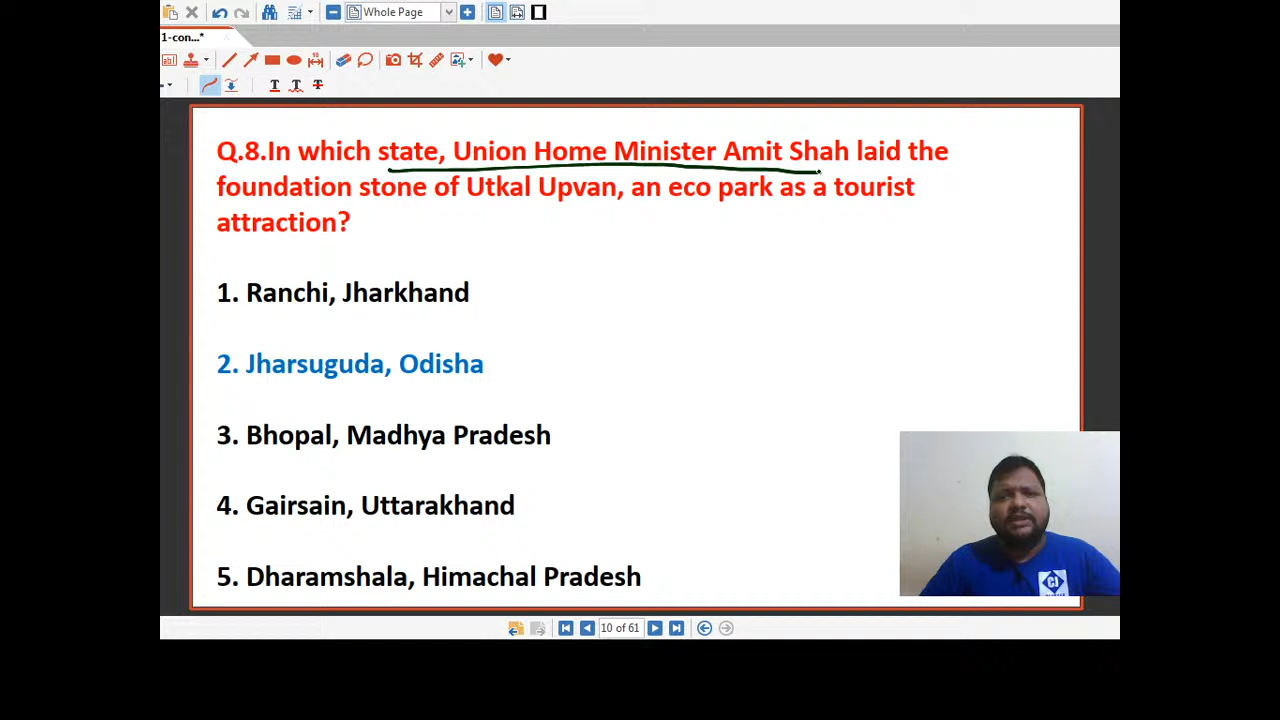 Whole Page
1-con...*
Q.8.In which state, Union Home Minister Amit Shah laid the
foundation stone of Utkal Upvan, an eco park as a tourist
attraction?
1. Ranchi, Jharkhand
2. Jharsuguda, Odisha
3. Bhopal, Madhya Pradesh
4. Gairsain, Uttarakhand
5. Dharamshala, Himachal Pradesh
CJ
10 of 61